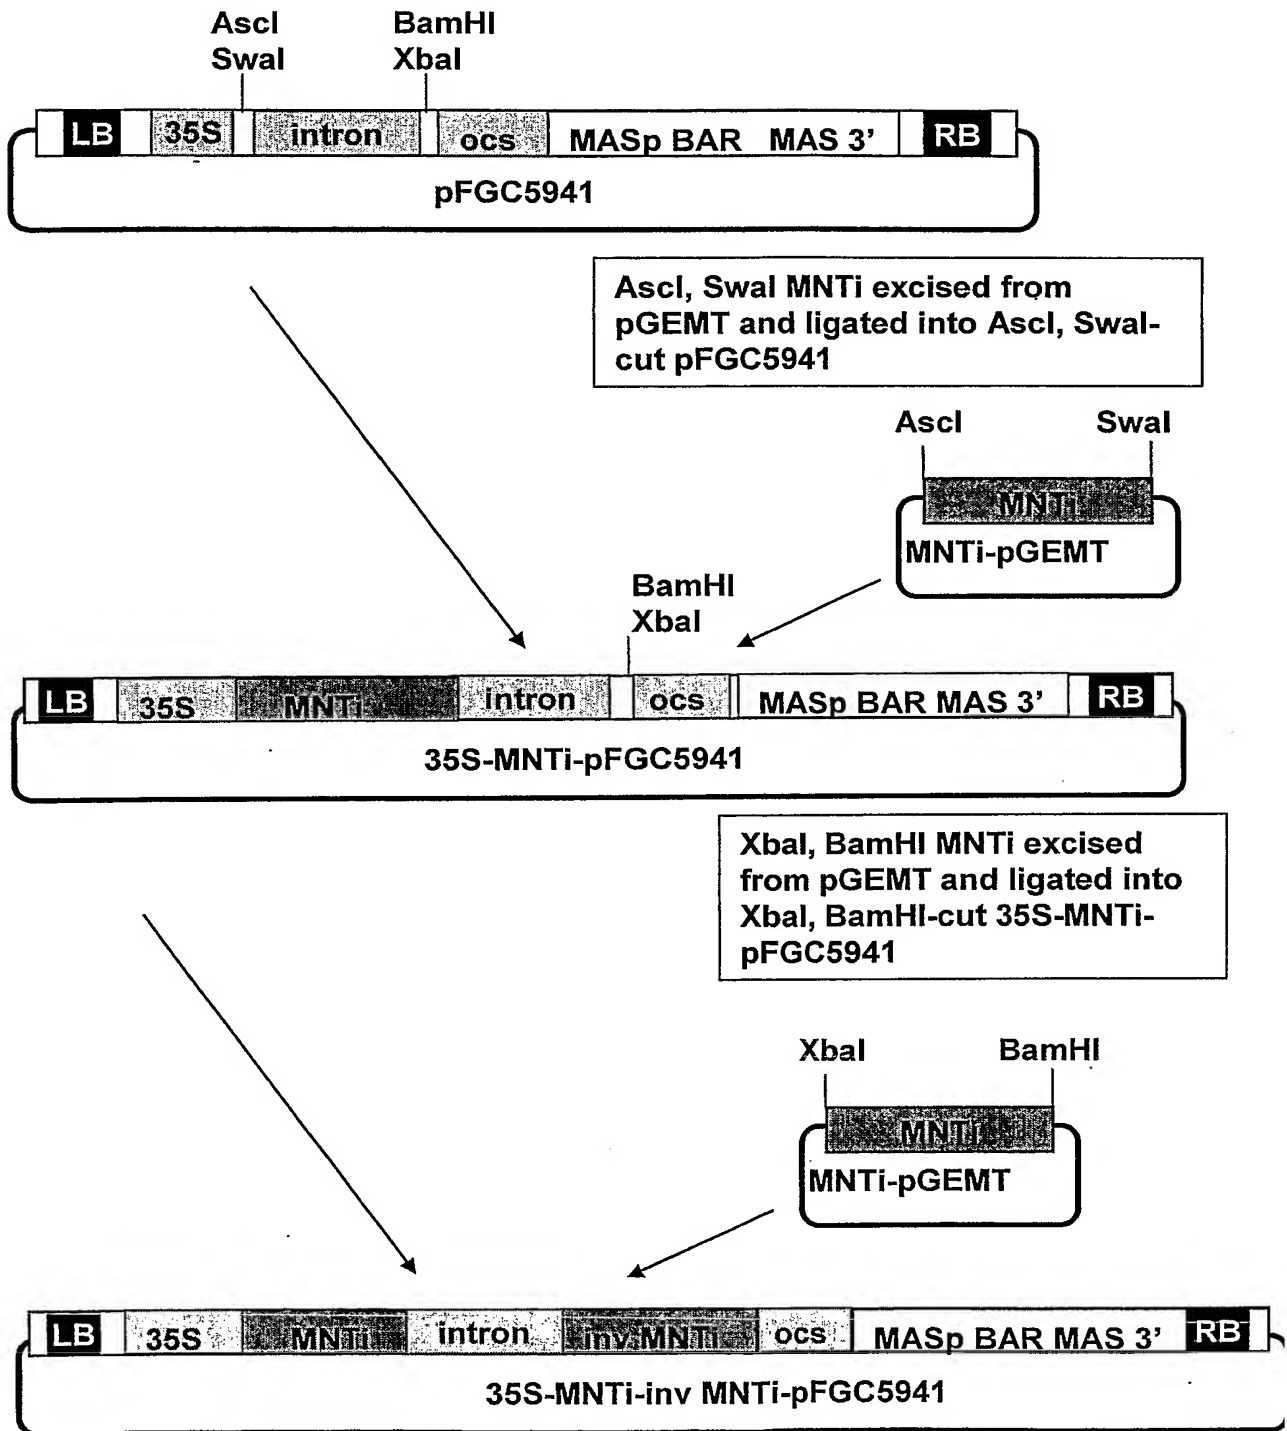 AscI BamHI
SwaI XbaI
LB 35S intron ocs MASp BAR MAS 3’ RB
pFGC5941
AscI, SwaI MNTi excised from
pGEMT and ligated into AscI, SwaI-
cut pFGC5941
AscI SwaI
MNTi
MNTi-pGEMT
BamHI
XbaI
LB 35S MNTi intron ocs MASp BAR MAS 3’ RB
35S-MNTi-pFGC5941
XbaI, BamHI MNTi excised
from pGEMT and ligated into
XbaI, BamHI-cut 35S-MNTi-
pFGC5941
XbaI BamHI
MNTi
MNTi-pGEMT
LB 35S MNTi intron inv MNTi ocs MASp BAR MAS 3’ RB
35S-MNTi-inv MNTi-pFGC5941